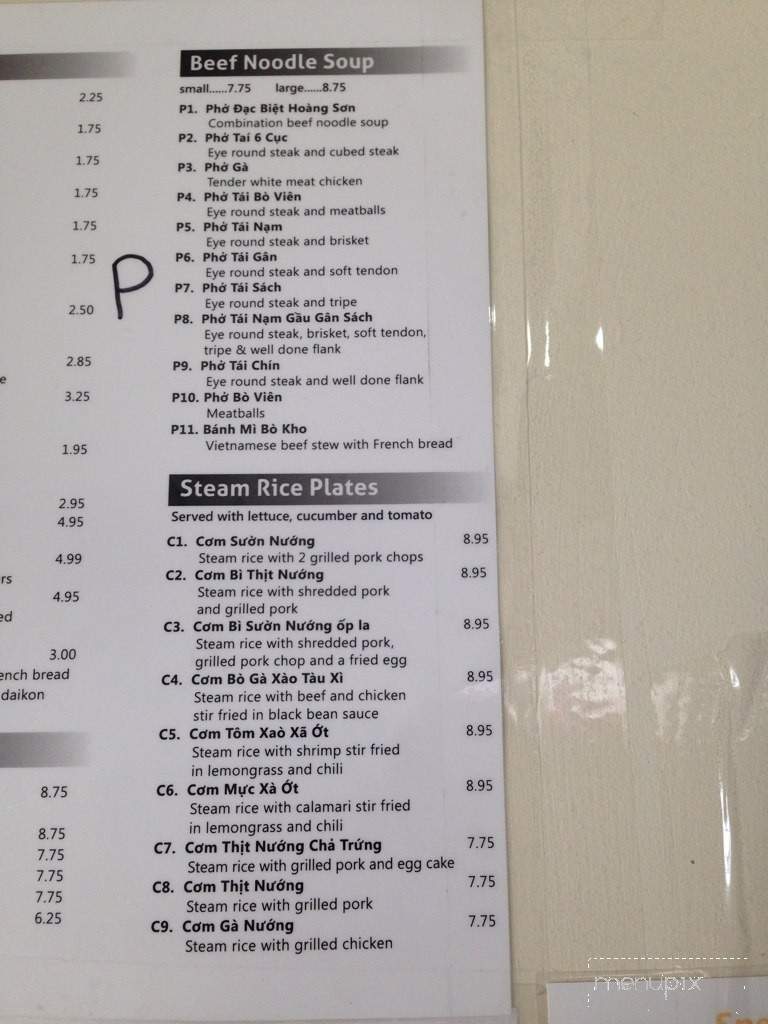 2.25
1.75
1.75
1.75
1.75
1.75
2.50
2.85
e
3.25
1.95
2.95
4.95
4.99
rs
4.95
ed
3.00
ench bread
daikon
8.75
8.75
7.75
7.75
7.75
6.25
P
Beef Noodle Soup
small......7.75 large......8.75
P1. Phở Đạc Biệt Hoàng Sơn
Combination beef noodle soup
P2. Phở Taí 6 Cục
Eye round steak and cubed steak
P3. Phở Gà
Tender white meat chicken
P4. Phở Tái Bò Viên
Eye round steak and meatballs
P5. Phở Tái Nạm
Eye round steak and brisket
P6. Phở Tái Gân
Eye round steak and soft tendon
P7. Phở Tái Sách
Eye round steak and tripe
P8. Phở Tái Nạm Gầu Gân Sách
Eye round steak, brisket, soft tendon,
tripe & well done flank
P9. Phở Tái Chín
Eye round steak and well done flank
P10. Phở Bò Viên
Meatballs
P11. Bánh Mì Bò Kho
Vietnamese beef stew with French bread
Steam Rice Plates
Served with lettuce, cucumber and tomato
C1. Cơm Sườn Nướng 8.95
Steam rice with 2 grilled pork chops
C2. Cơm Bì Thịt Nướng 8.95
Steam rice with shredded pork
and grilled pork
C3. Cơm Bì Sườn Nướng ốp la 8.95
Steam rice with shredded pork,
grilled pork chop and a fried egg
C4. Cơm Bò Gà Xào Tàu Xì 8.95
Steam rice with beef and chicken
stir fried in black bean sauce
C5. Cơm Tôm Xaò Xã Ớt 8.95
Steam rice with shrimp stir fried
in lemongrass and chili
C6. Cơm Mực Xà Ớt 8.95
Steam rice with calamari stir fried
in lemongrass and chili
C7. Cơm Thịt Nướng Chả Trứng 7.75
Steam rice with grilled pork and egg cake
C8. Cơm Thịt Nướng 7.75
Steam rice with grilled pork
C9. Cơm Gà Nướng 7.75
Steam rice with grilled chicken
menupix